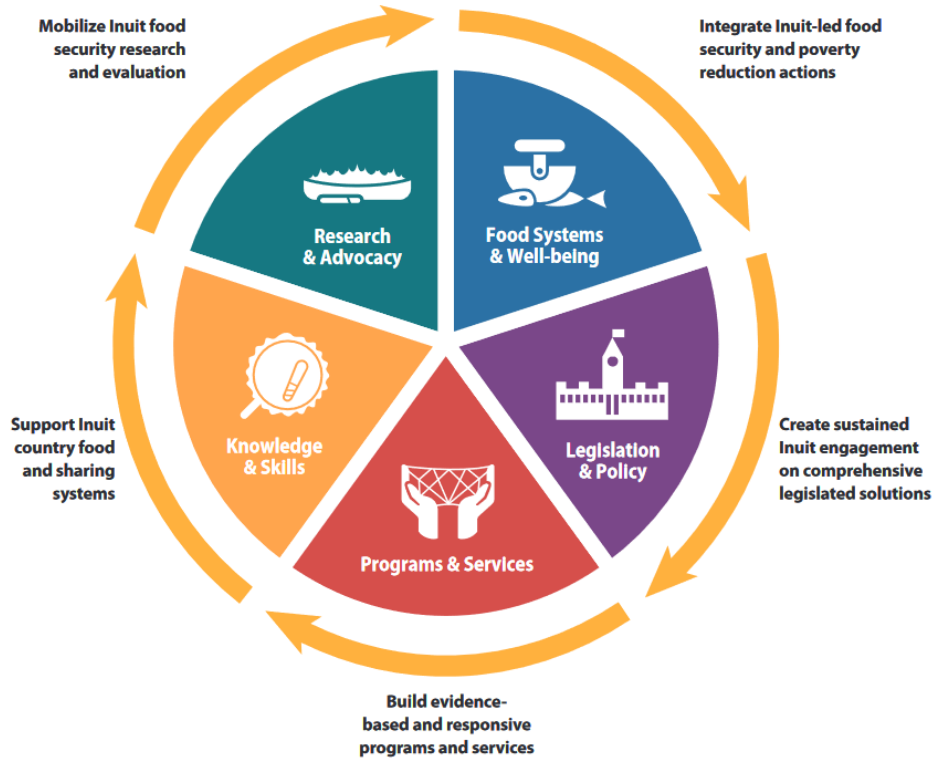 Mobilize Inuit food
security research
and evaluation
Integrate Inuit-led food
security and poverty
reduction actions
Research
& Advocacy
Food Systems
& Well-being
Knowledge
& Skills
Legislation
& Policy
Programs & Services
Support Inuit
country food
and sharing
systems
Create sustained
Inuit engagement
on comprehensive
legislated solutions
Build evidence-
based and responsive
programs and services